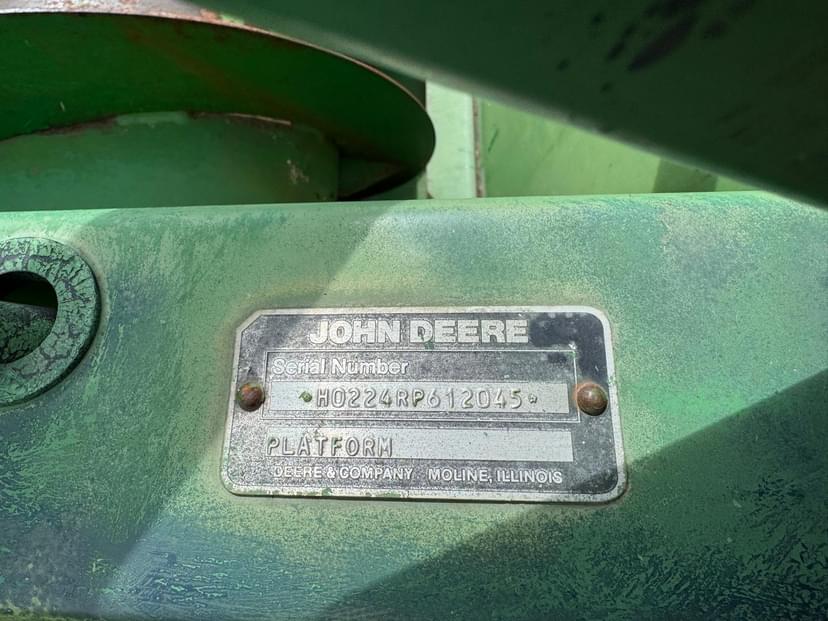 JOHN DEERE
Serial Number
*H0224RP612045*
PLATFORM
DEERE & COMPANY MOLINE, ILLINOIS